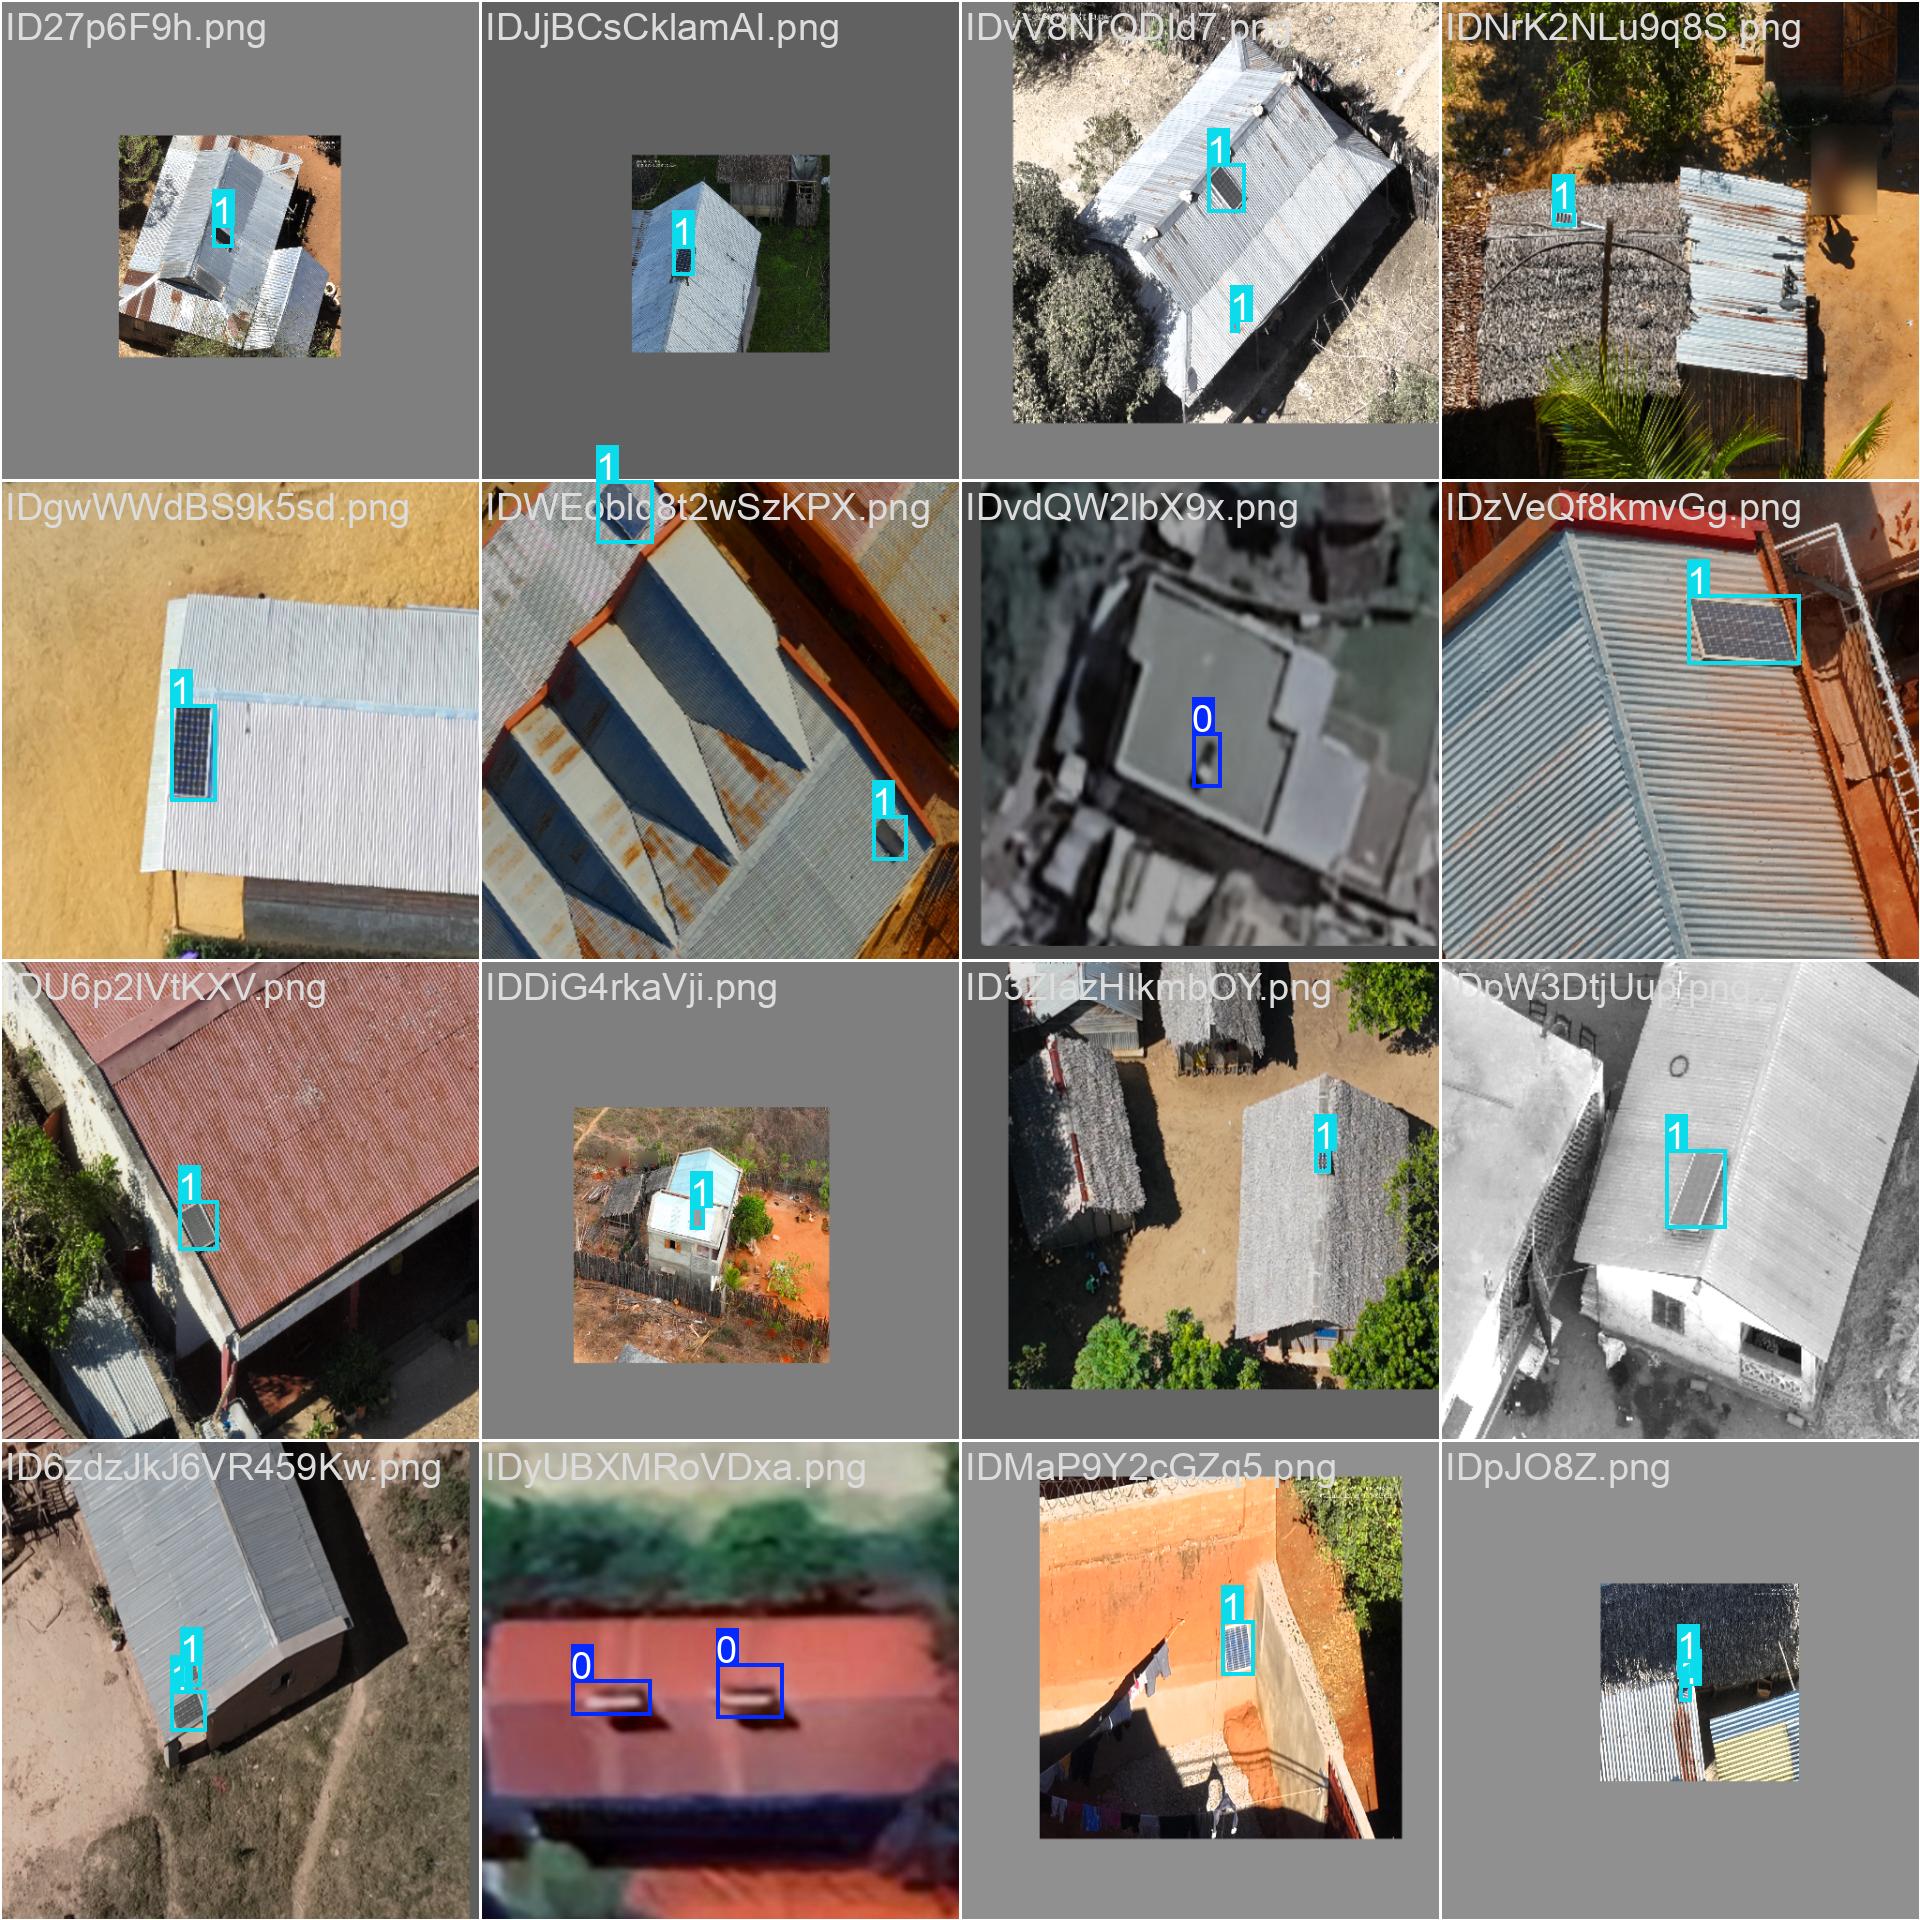 ID27p6F9h.png
IDJjBCsCklamAI.png
IDvV8NrQDld7.png
IDNrK2NLu9q8S.png
1
1
1
1
1
IDgwWWdBS9k5sd.png
IDWEobld8t2wSzKPX.png
IDvdQW2lbX9x.png
IDzVeQf8kmvGg.png
1
1
1
0
1
IDU6p2IVtKXV.png
IDDiG4rkaVji.png
ID3ZIazHIkmbOY.png
IDpW3DtjUup.png
1
1
1
1
ID6zdzJkJ6VR459Kw.png
IDyUBXMRoVDxa.png
IDMaP9Y2cGZq5.png
IDpJO8Z.png
1
1
0
0
1
1
1